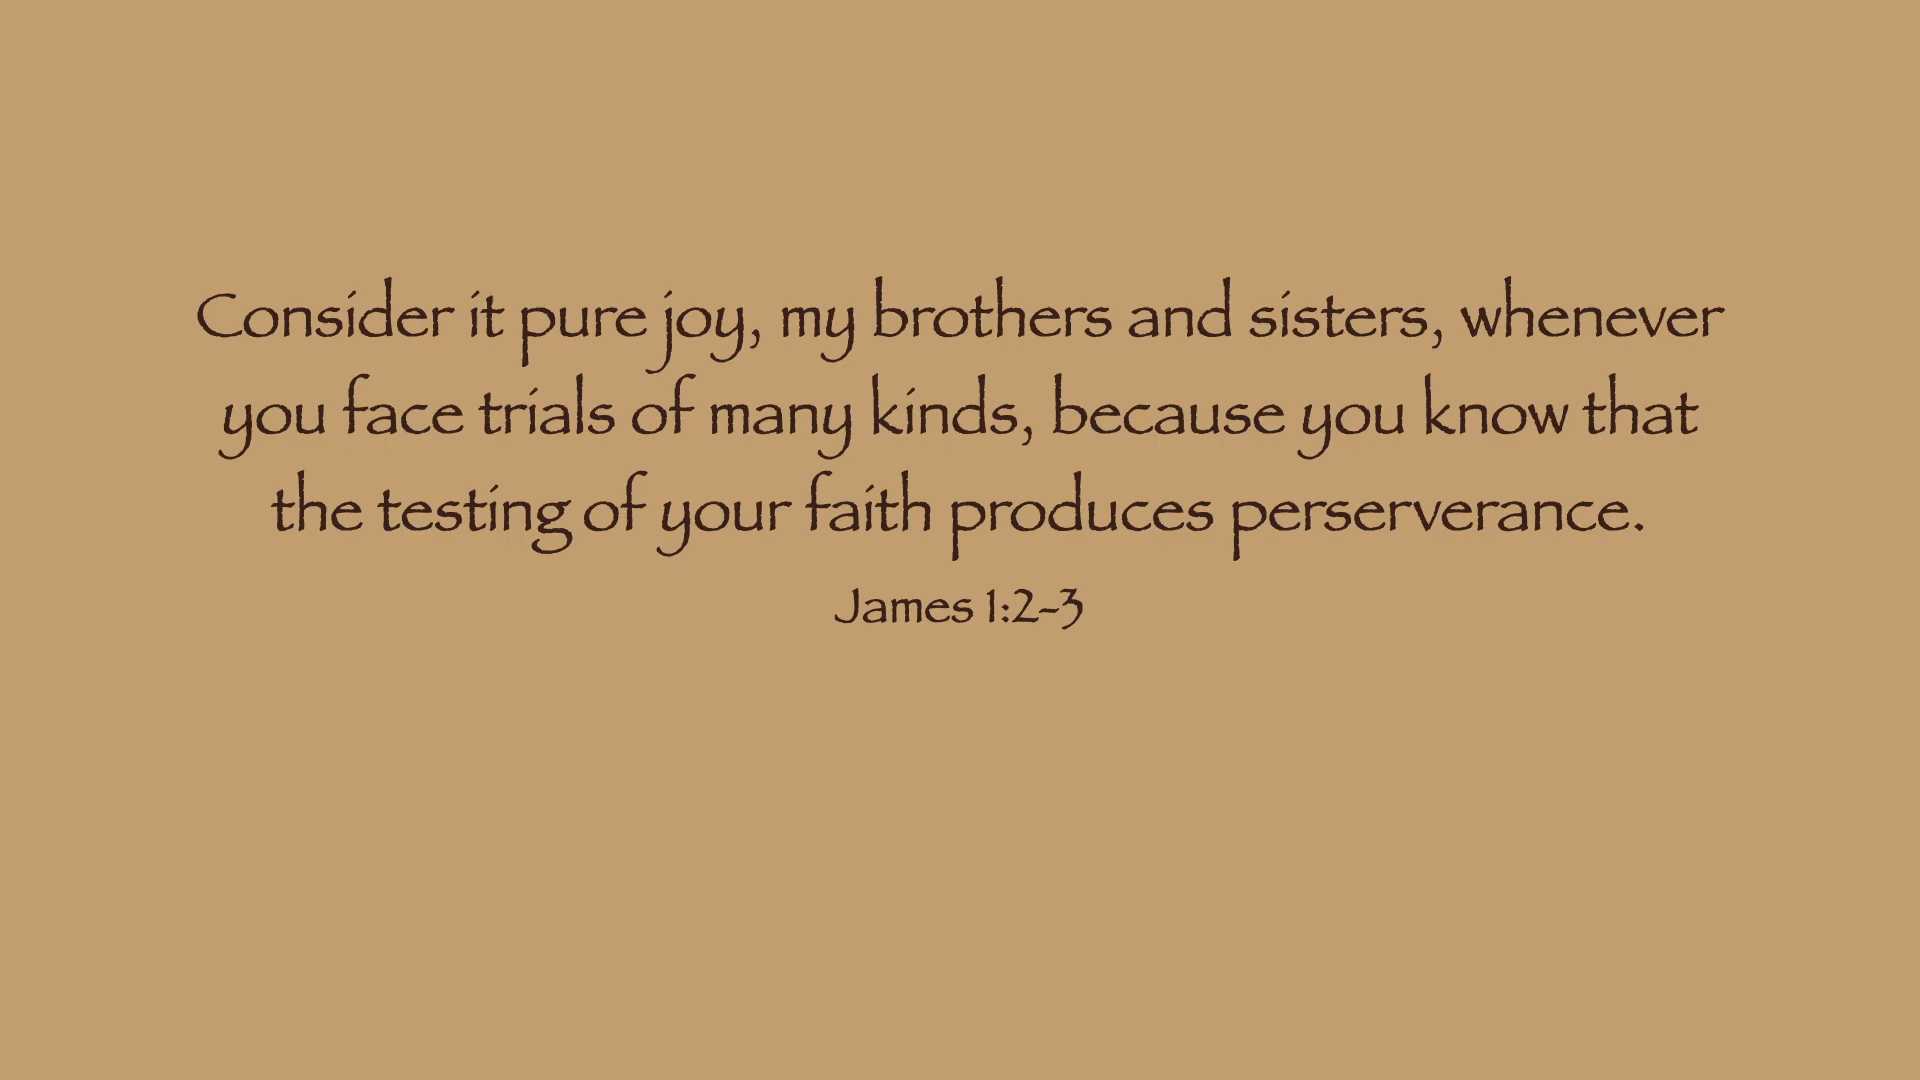 Consider it pure joy, my brothers and sisters, whenever
you face trials of many kinds, because you know that
the testing of your faith produces perserverance.
James 1:2-3